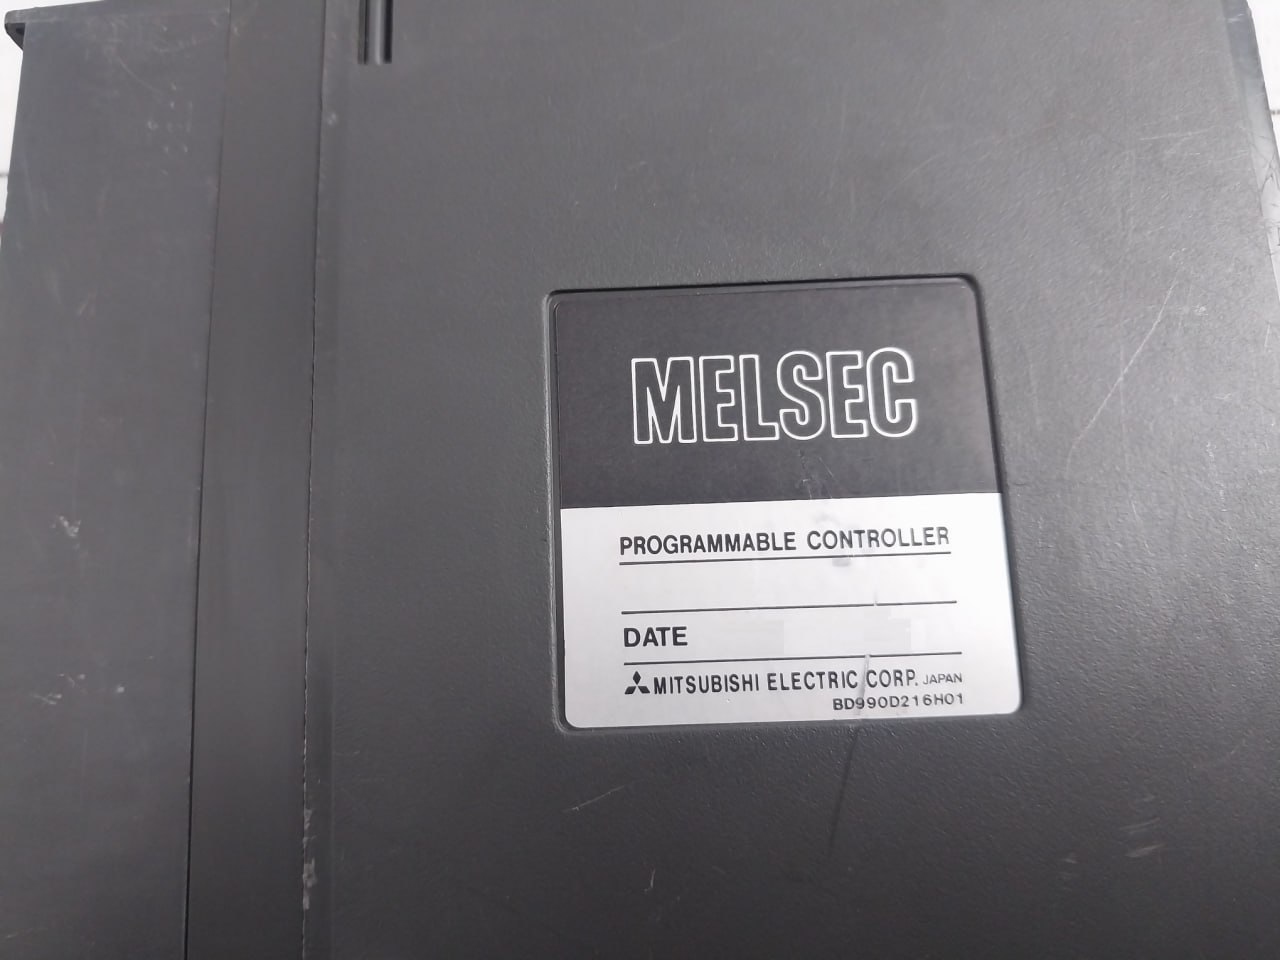 MELSEC
PROGRAMMABLE CONTROLLER
DATE
MITSUBISHI ELECTRIC CORP. JAPAN
BD990D216H01